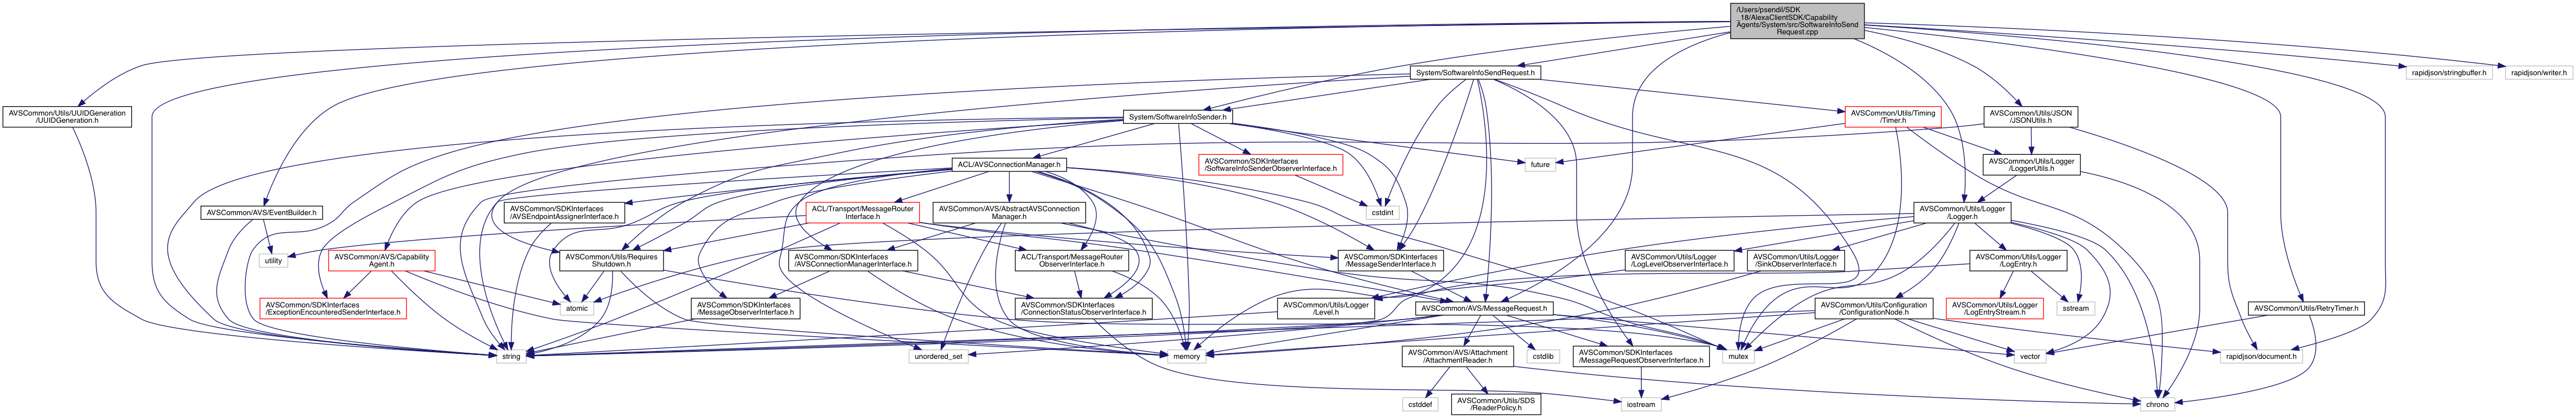 /Users/psendil/SDK
_18/AlexaClientSDK/Capability
Agents/System/src/SoftwareInfoSend
Request.cpp
System/SoftwareInfoSendRequest.h
rapidjson/stringbuffer.h
rapidjson/writer.h
AVSCommon/Utils/UUIDGeneration
/UUIDGeneration.h
System/SoftwareInfoSender.h
AVSCommon/Utils/Timing
/Timer.h
AVSCommon/Utils/JSON
/JSONUtils.h
ACL/AVSConnectionManager.h
AVSCommon/SDKInterfaces
/SoftwareInfoSenderObserverInterface.h
future
AVSCommon/Utils/Logger
/LoggerUtils.h
AVSCommon/AVS/EventBuilder.h
AVSCommon/SDKInterfaces
/AVSEndpointAssignerInterface.h
ACL/Transport/MessageRouter
Interface.h
AVSCommon/AVS/AbstractAVSConnection
Manager.h
cstdint
AVSCommon/Utils/Logger
/Logger.h
utility
AVSCommon/AVS/Capability
Agent.h
AVSCommon/Utils/Requires
Shutdown.h
AVSCommon/SDKInterfaces
/AVSConnectionManagerInterface.h
ACL/Transport/MessageRouter
ObserverInterface.h
AVSCommon/SDKInterfaces
/MessageSenderInterface.h
AVSCommon/Utils/Logger
/LogLevelObserverInterface.h
AVSCommon/Utils/Logger
/SinkObserverInterface.h
AVSCommon/Utils/Logger
/LogEntry.h
AVSCommon/SDKInterfaces
/ExceptionEncounteredSenderInterface.h
atomic
AVSCommon/SDKInterfaces
/MessageObserverInterface.h
AVSCommon/SDKInterfaces
/ConnectionStatusObserverInterface.h
AVSCommon/Utils/Logger
/Level.h
AVSCommon/AVS/MessageRequest.h
AVSCommon/Utils/Configuration
/ConfigurationNode.h
AVSCommon/Utils/Logger
/LogEntryStream.h
sstream
AVSCommon/Utils/RetryTimer.h
string
unordered_set
memory
AVSCommon/AVS/Attachment
/AttachmentReader.h
cstdlib
AVSCommon/SDKInterfaces
/MessageRequestObserverInterface.h
mutex
vector
rapidjson/document.h
cstddef
AVSCommon/Utils/SDS
/ReaderPolicy.h
iostream
chrono